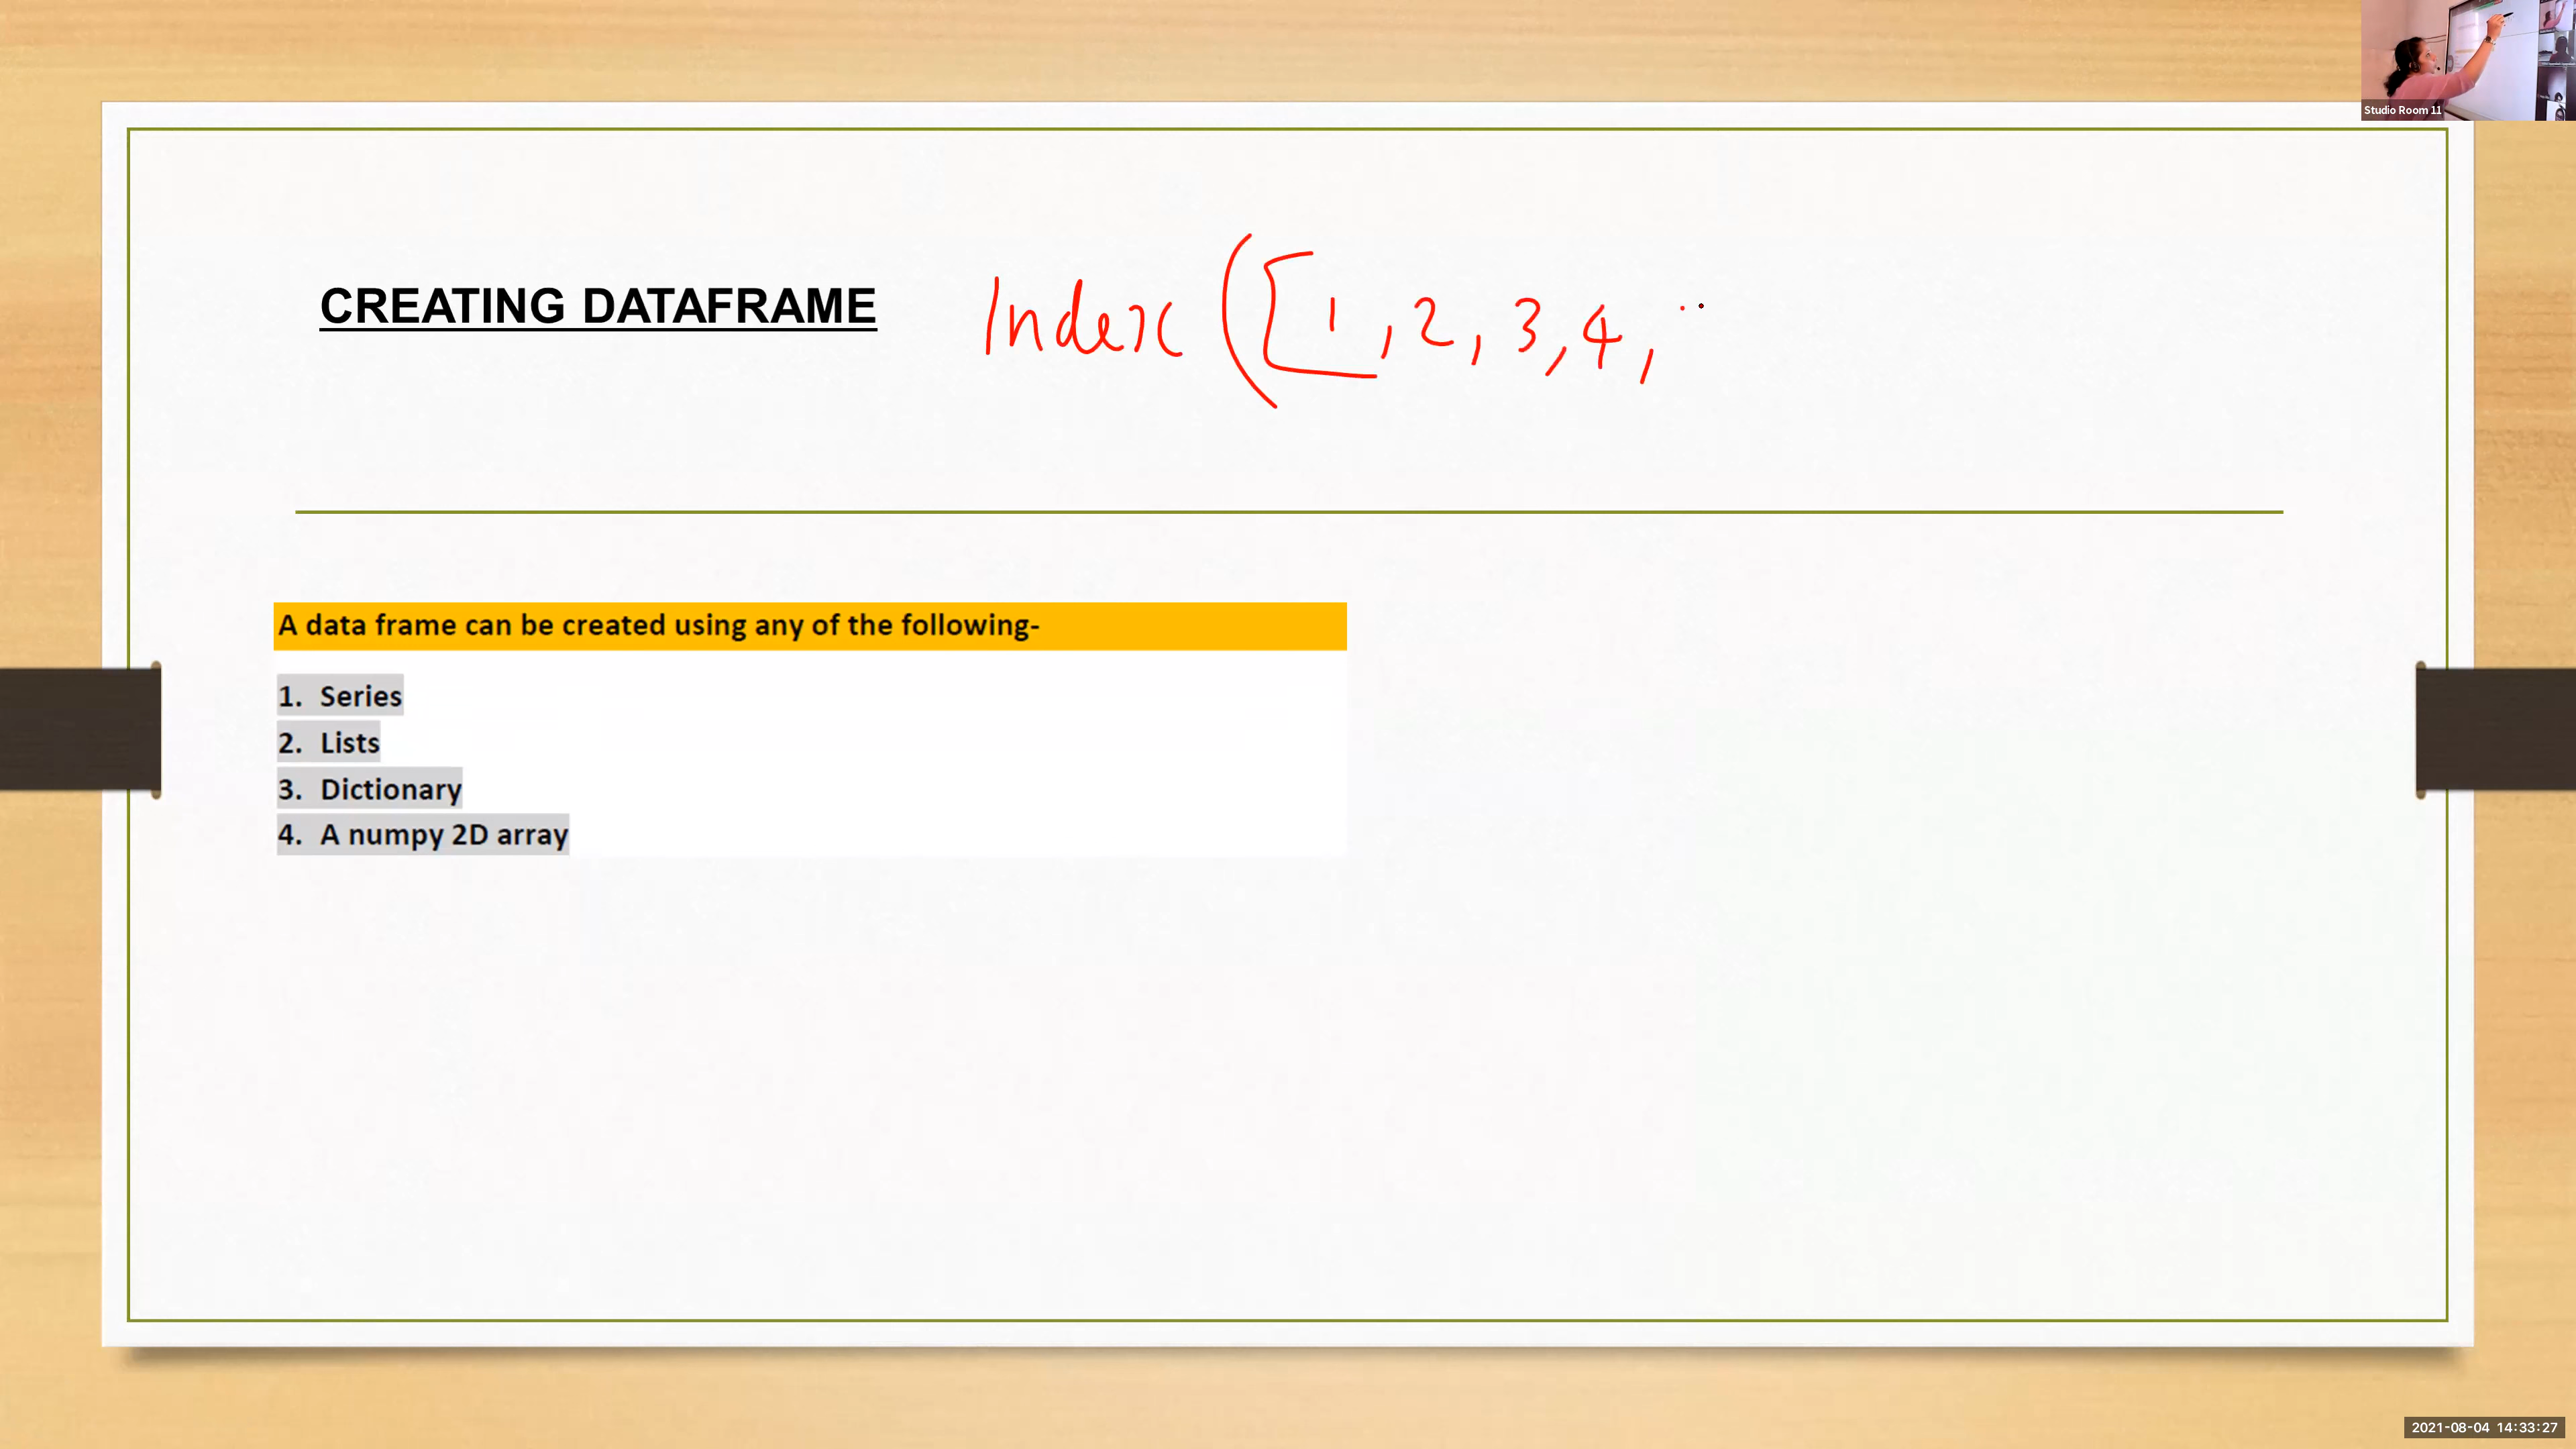 Studio Room 11
CREATING DATAFRAME
Index ([1,2,3,4, ..
A data frame can be created using any of the following-
1. Series
2. Lists
3. Dictionary
4. A numpy 2D array
2021-08-04 14:33:27